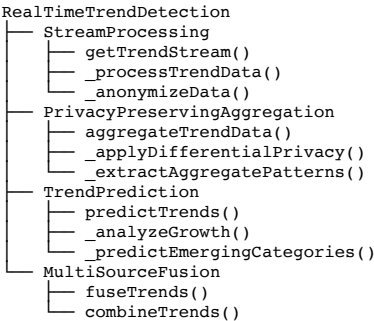 RealTimeTrendDetection
├── StreamProcessing
│   ├── getTrendStream()
│   ├── _processTrendData()
│   └── _anonymizeData()
├── PrivacyPreservingAggregation
│   ├── aggregateTrendData()
│   ├── _applyDifferentialPrivacy()
│   └── _extractAggregatePatterns()
├── TrendPrediction
│   ├── predictTrends()
│   ├── _analyzeGrowth()
│   └── _predictEmergingCategories()
└── MultiSourceFusion
    ├── fuseTrends()
    └── combineTrends()